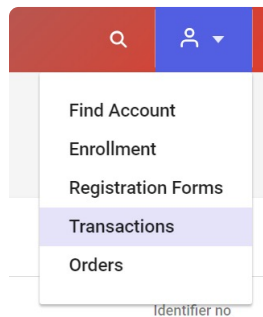 Find Account
Enrollment
Registration Forms
Transactions
Orders
Identifier no